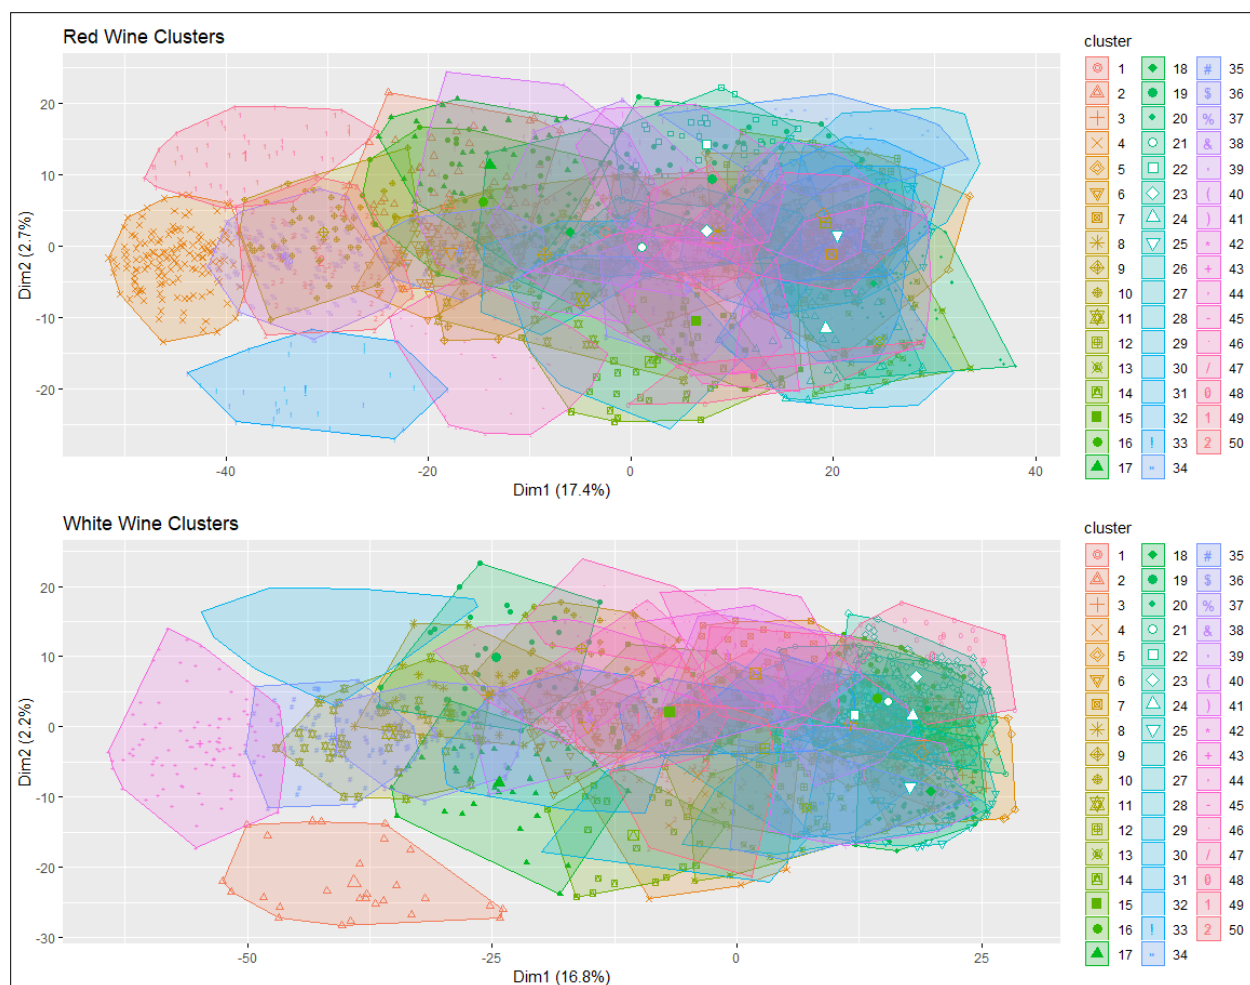 Red Wine Clusters
20
10
0
-10
-20
Dim2 (2.7%)
-40
-20
0
20
40
Dim1 (17.4%)
cluster
1 18 # 35
2 19 $ 36
3 20 % 37
4 21 & 38
5 22 39
6 23 ( 40
7 24 ) 41
8 25 * 42
9 26 + 43
10 27 44
11 28 - 45
12 29 46
13 30 / 47
14 31 0 48
15 32 1 49
16 ! 33 2 50
17 34
White Wine Clusters
20
10
0
-10
-20
-30
Dim2 (2.2%)
-50
-25
0
25
Dim1 (16.8%)
cluster
1 18 # 35
2 19 $ 36
3 20 % 37
4 21 & 38
5 22 39
6 23 ( 40
7 24 ) 41
8 25 * 42
9 26 + 43
10 27 44
11 28 - 45
12 29 46
13 30 / 47
14 31 0 48
15 32 1 49
16 ! 33 2 50
17 34